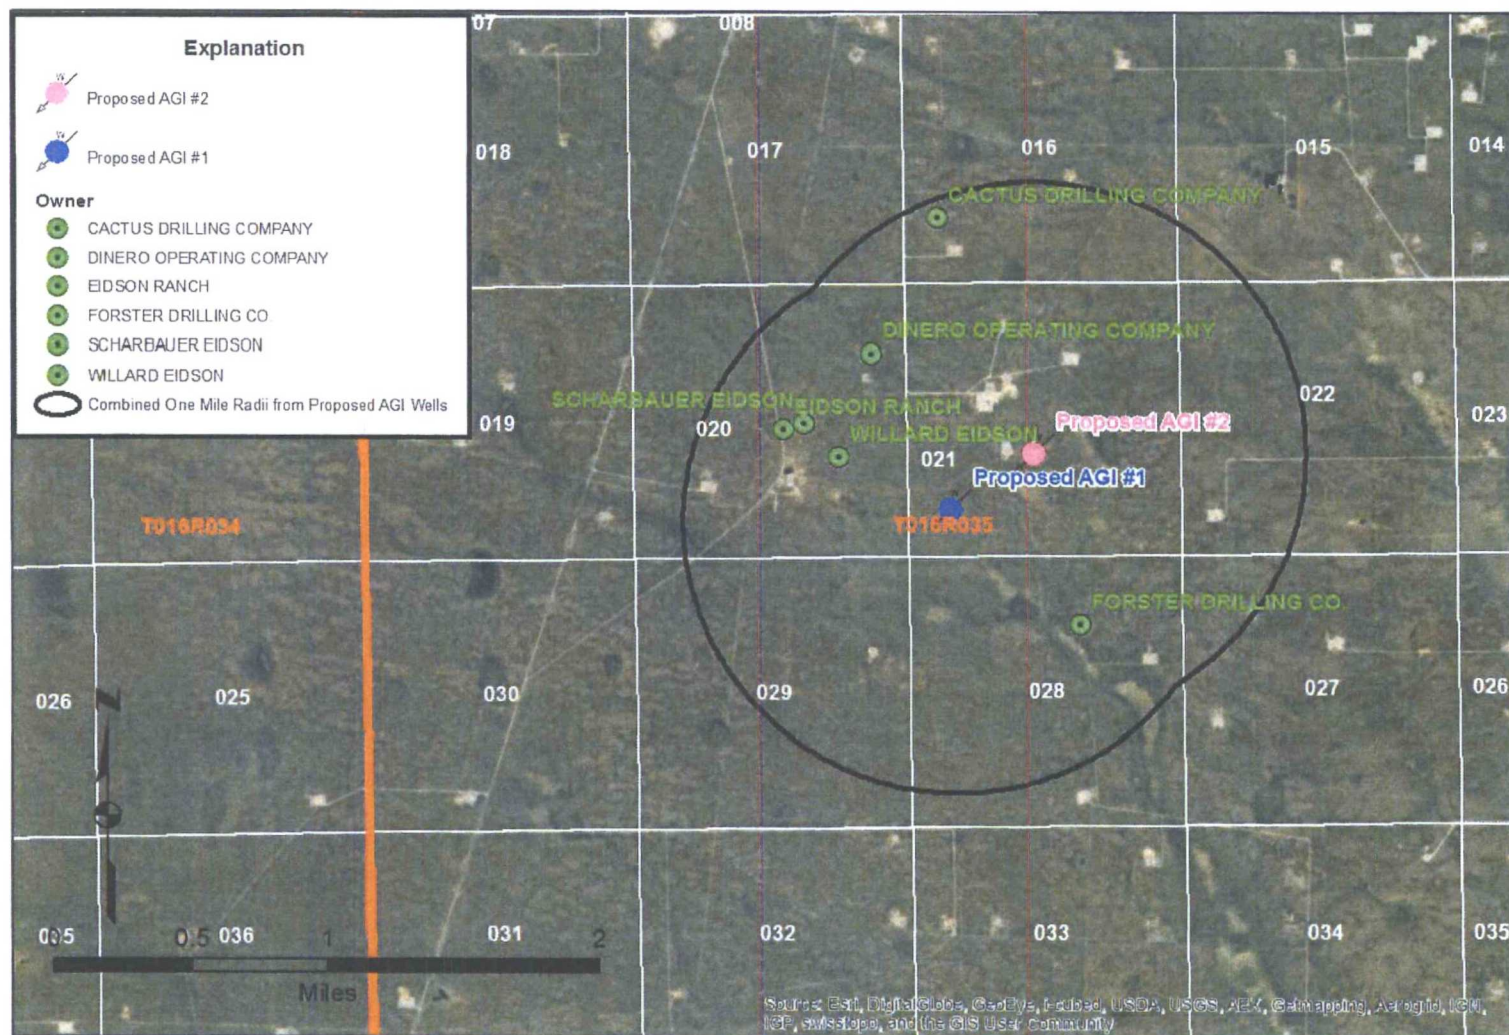 Explanation
Proposed AGI #2
Proposed AGI #1
Owner
CACTUS DRILLING COMPANY
DINERO OPERATING COMPANY
EIDSON RANCH
FORSTER DRILLING CO.
SCHARBAUER EIDSON
WILLARD EIDSON
Combined One Mile Radii from Proposed AGI Wells
07
008
018
017
016
015
014
CACTUS DRILLING COMPANY
DINERO OPERATING COMPANY
SCHARBAUER EIDSON
EIDSON RANCH
WILLARD EIDSON
019
020
021
022
023
Proposed AGI #2
Proposed AGI #1
T016R034
T016R035
FORSTER DRILLING CO.
026
025
030
029
028
027
026
N
035
036
031
032
033
034
035
0 0.5 1 2
Miles
Source: Esri, DigitalGlobe, GeoEye, i-cubed, USDA, USGS, AEX, Getmapping, Aerogrid, IGN,
IGP, swisstopo, and the GIS User Community